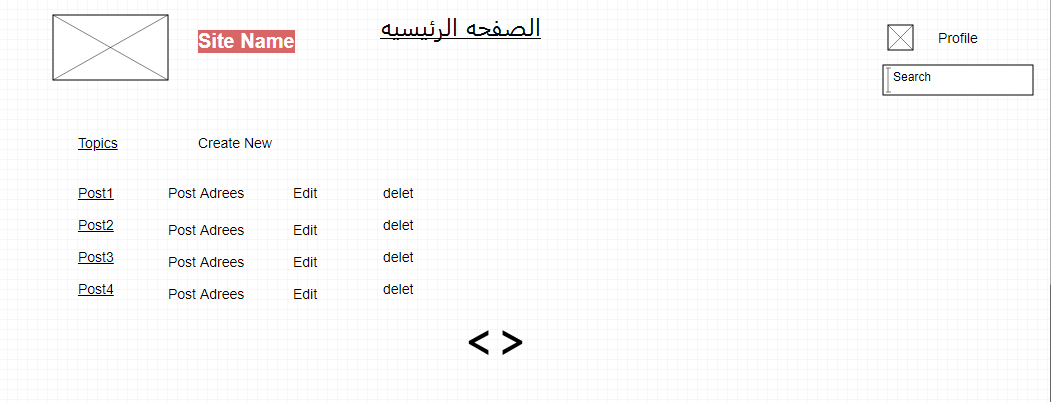 Site Name
الصفحه الرئيسيه
Profile
Search
Topics
Create New
Post1 Post Adrees Edit delet
Post2 Post Adrees Edit delet
Post3 Post Adrees Edit delet
Post4 Post Adrees Edit delet
< >